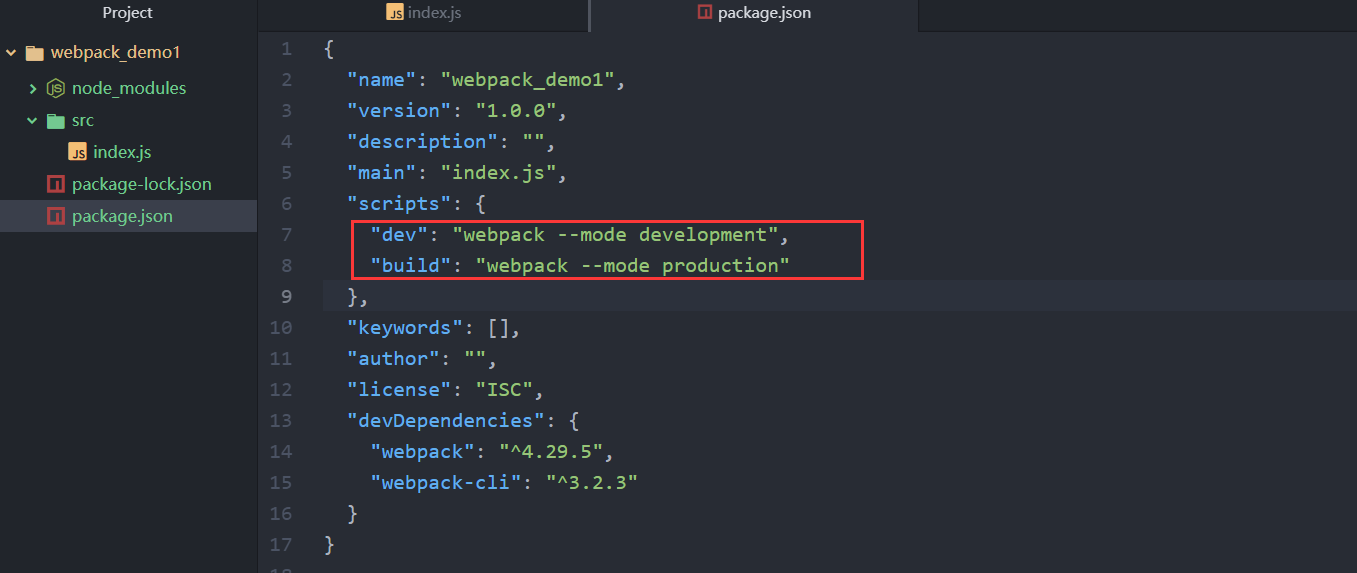 Project
index.js
package.json
webpack_demo1
node_modules
src
index.js
package-lock.json
package.json
1 {
2 "name": "webpack_demo1",
3 "version": "1.0.0",
4 "description": "",
5 "main": "index.js",
6 "scripts": {
7 "dev": "webpack --mode development",
8 "build": "webpack --mode production"
9 },
10 "keywords": [],
11 "author": "",
12 "license": "ISC",
13 "devDependencies": {
14 "webpack": "^4.29.5",
15 "webpack-cli": "^3.2.3"
16 }
17 }